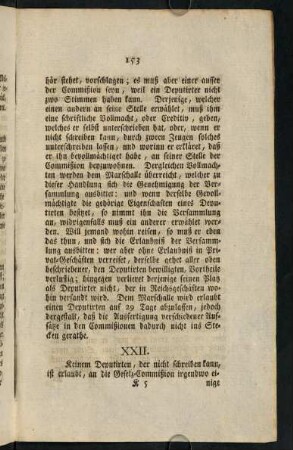 153
hör stehet, vorschlagen; es muß aber einer ausser
der Commißion seyn, weil ein Deputirter nicht
zwo Stimmen haben kann. Derjenige, welcher
einen andern an seine Stelle erwählet, muß ihm
eine schriftliche Vollmacht, oder Creditiv, geben,
welches er selbst unterschrieben hat, oder, wenn er
nicht schreiben kann, durch zween Zeugen solches
unterschreiben lassen, und worinn er erkläret, daß
er ihn bevollmächtiget habe, an seiner Stelle der
Commißion beyzuwohnen. Dergleichen Vollmach-
ten werden dem Marschalle überreicht, welcher zu
dieser Handlung sich die Genehmigung der Ver-
sammlung ausbittet: und wenn derselbe Gevoll-
mächtigte die gehörige Eigenschaften eines Depu-
tirten besitzt, so nimmt ihn die Versammlung
an, widrigenfalls muß ein anderer erwählet wer-
den. Will jemand wohin reisen, so muß er eben
das thun, und sich die Erlaubniß der Versamm-
lung ausbitten: wer aber ohne Erlaubniß in Pri-
vat-Geschäften verreiset, derselbe gehet aller oben
beschriebener, den Deputirten bewilligten, Vortheile
verlustig; hingegen verlieret derjenige seinen Platz
als Deputirter nicht, der in Reichsgeschäften wo-
hin versandt wird. Dem Marschalle wird erlaubt
einen Deputirten auf 29 Tage abzulassen, jedoch
dergestalt, daß die Ausfertigung verschiedener Auf-
sätze in den Commißionen dadurch nicht ins Ste-
cken gerathe.
XXII.
Keinem Deputirten, der nicht schreiben kann,
ist erlaubt, an die Gesetz-Commißion irgendwo ei-
K 5 nige